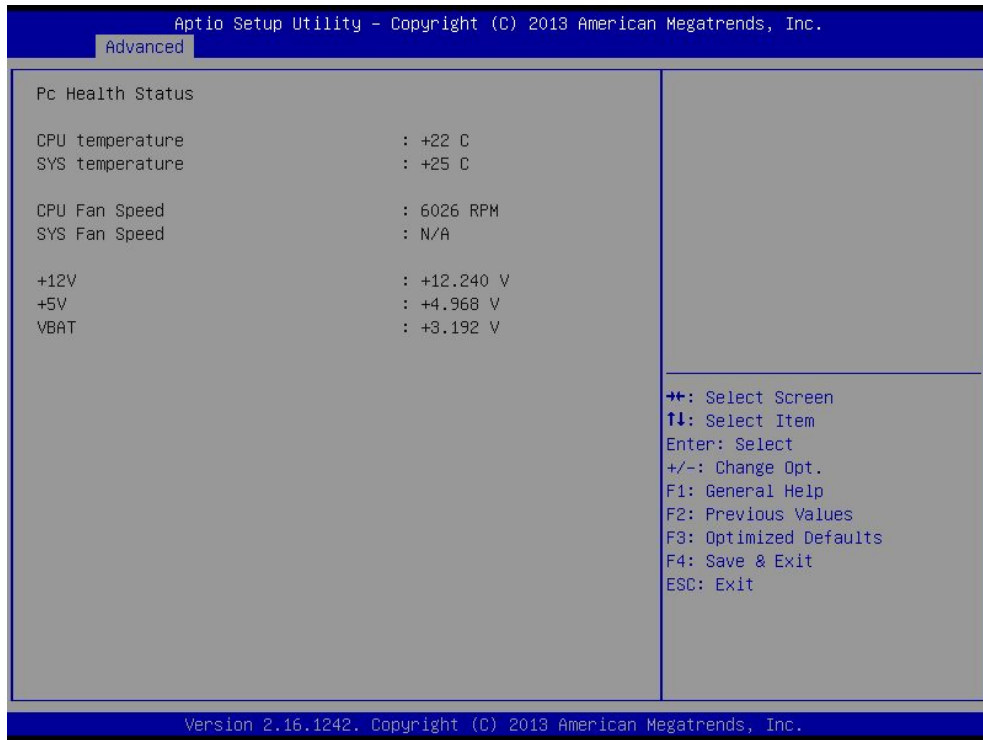 Aptio Setup Utility – Copyright (C) 2013 American Megatrends, Inc.
Advanced
Pc Health Status
CPU temperature : +22 C
SYS temperature : +25 C
CPU Fan Speed : 6026 RPM
SYS Fan Speed : N/A
+12V : +12.240 V
+5V : +4.968 V
VBAT : +3.192 V
→←: Select Screen
↑↓: Select Item
Enter: Select
+/-: Change Opt.
F1: General Help
F2: Previous Values
F3: Optimized Defaults
F4: Save & Exit
ESC: Exit
Version 2.16.1242. Copyright (C) 2013 American Megatrends, Inc.